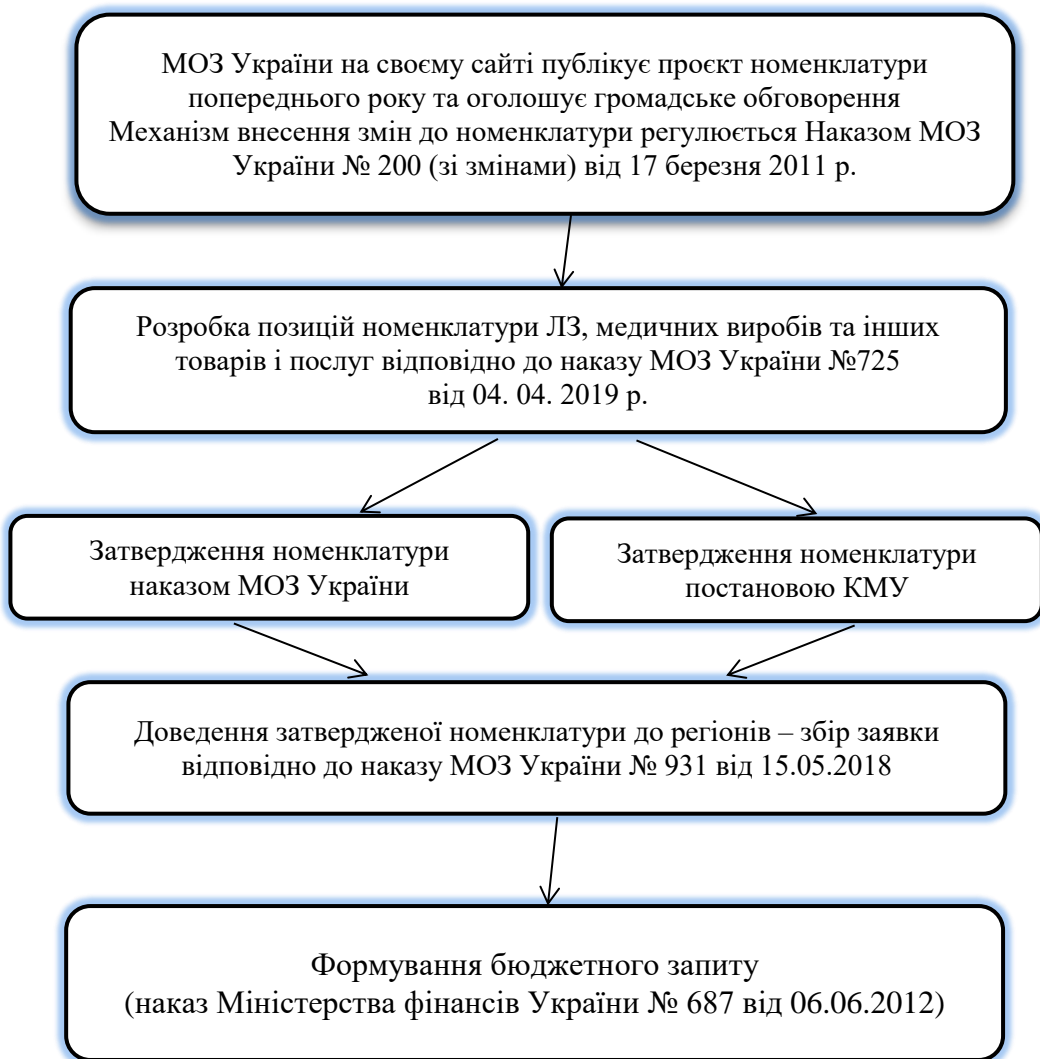 МОЗ України на своєму сайті публікує проєкт номенклатури
попереднього року та оголошує громадське обговорення
Механізм внесення змін до номенклатури регулюється Наказом МОЗ
України № 200 (зі змінами) від 17 березня 2011 р.
Розробка позицій номенклатури ЛЗ, медичних виробів та інших
товарів і послуг відповідно до наказу МОЗ України №725
від 04. 04. 2019 р.
Затвердження номенклатури
наказом МОЗ України
Затвердження номенклатури
постановою КМУ
Доведення затвердженої номенклатури до регіонів – збір заявки
відповідно до наказу МОЗ України № 931 від 15.05.2018
Формування бюджетного запиту
(наказ Міністерства фінансів України № 687 від 06.06.2012)